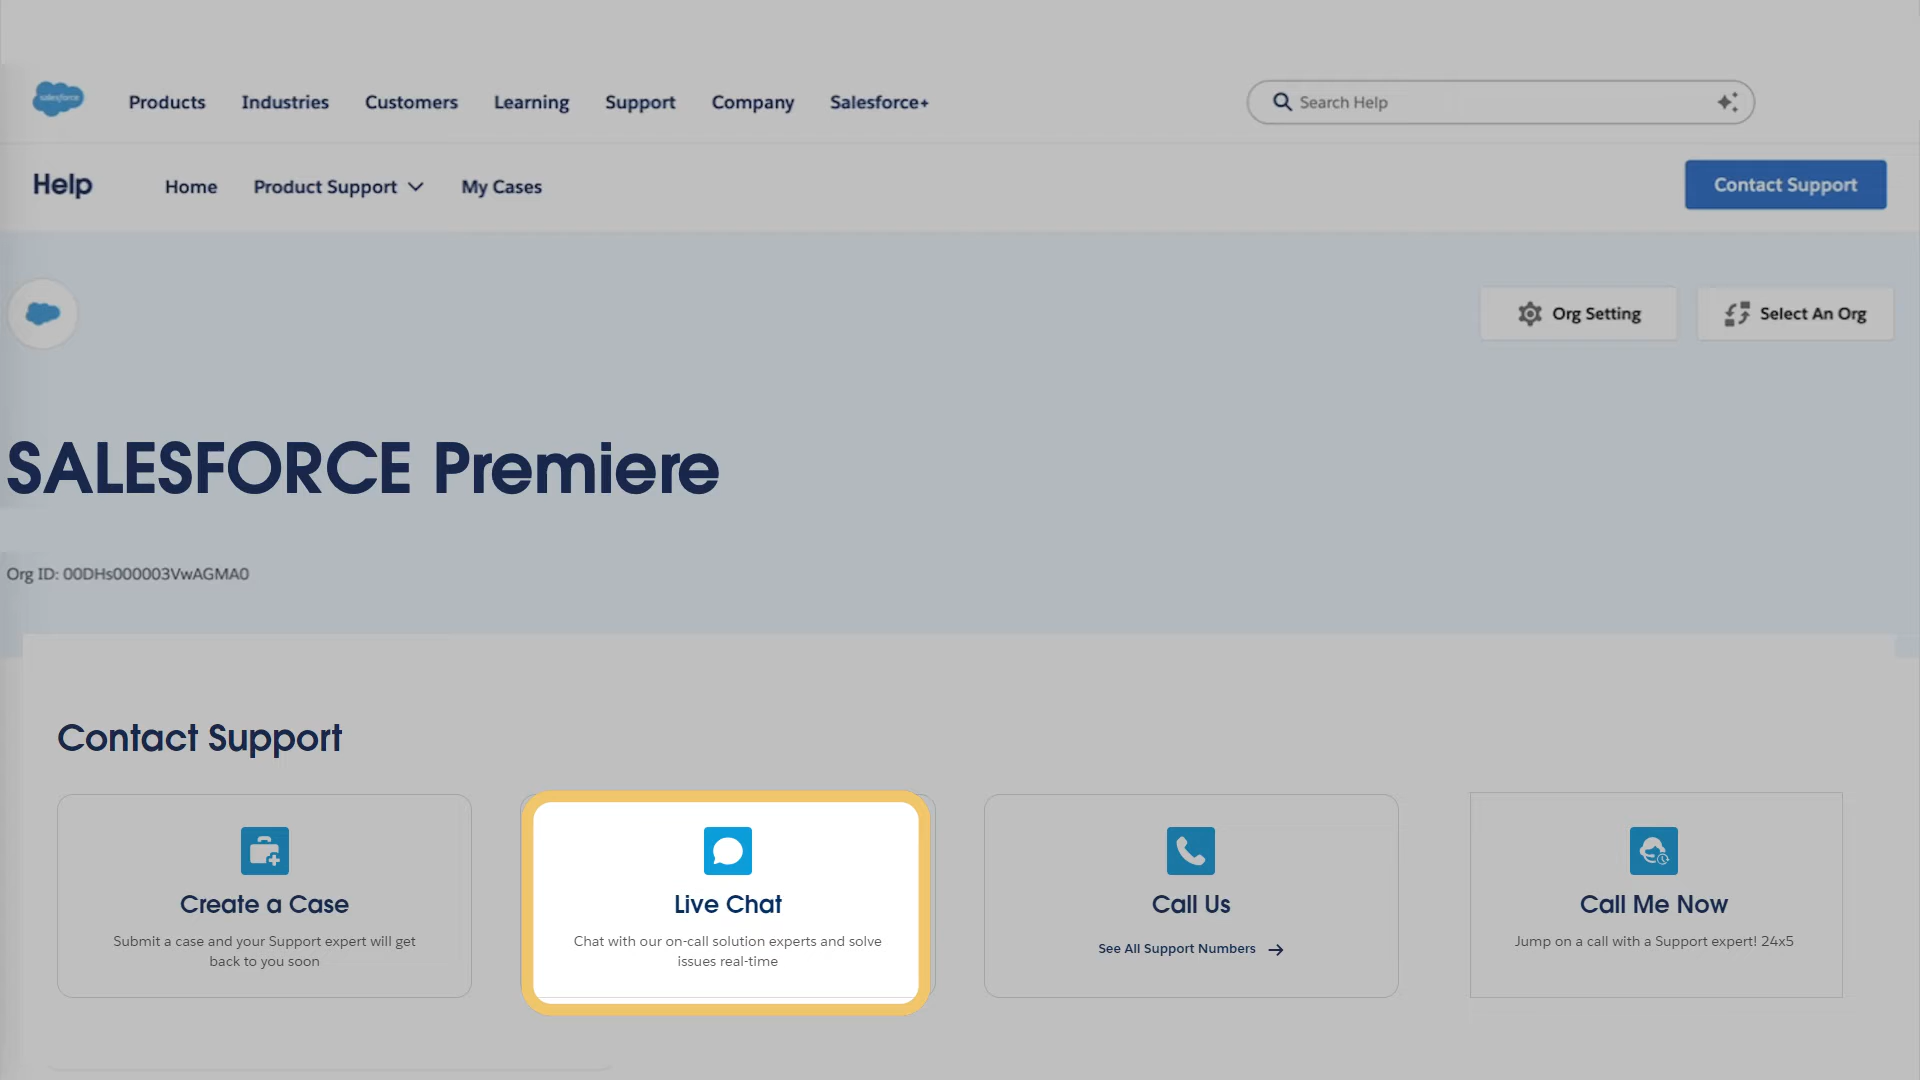 salesforce
Products Industries Customers Learning Support Company Salesforce+
Search Help
Help Home Product Support My Cases
Contact Support
Org Setting
Select An Org
SALESFORCE Premiere
Org ID: 00DHs000003VwAGMA0
Contact Support
Create a Case
Submit a case and your Support expert will get
back to you soon
Live Chat
Chat with our on-call solution experts and solve
issues real-time
Call Us
See All Support Numbers
Call Me Now
Jump on a call with a Support expert! 24x5